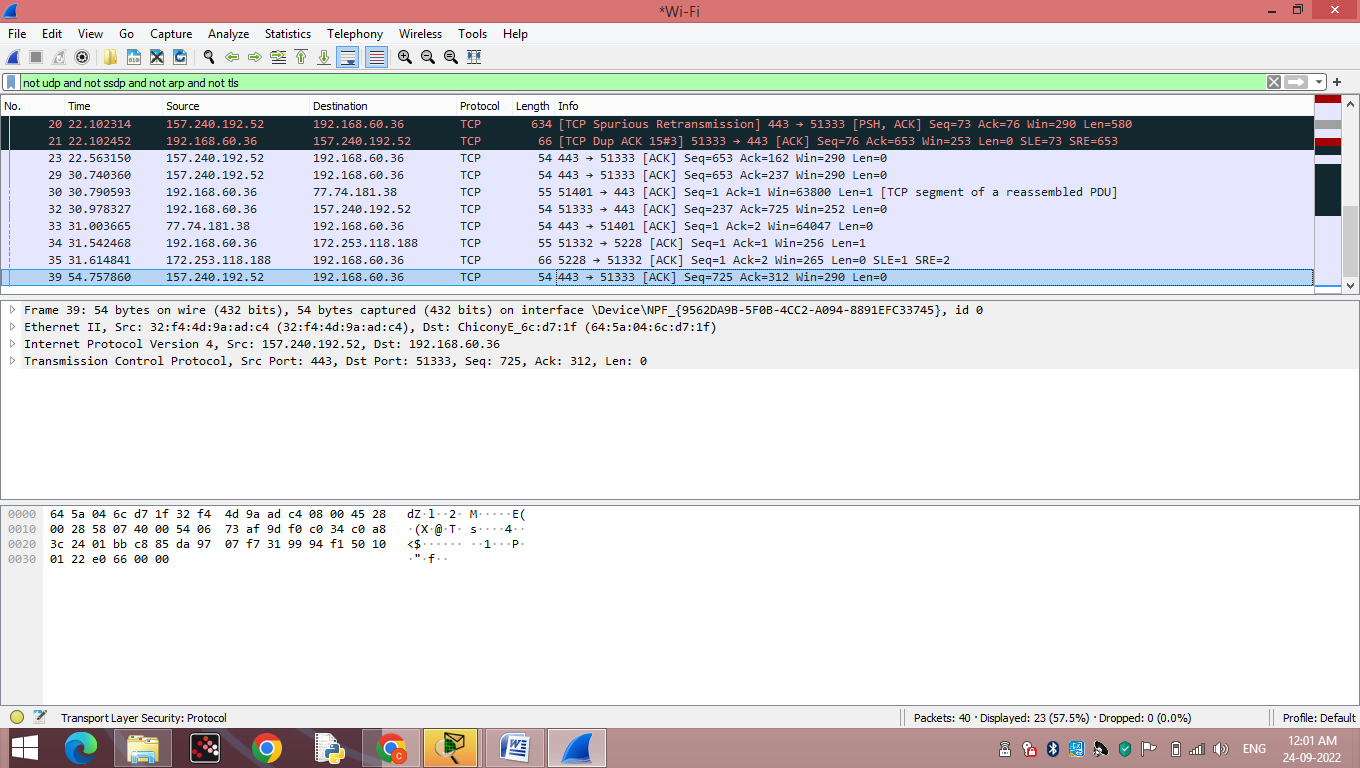 *Wi-Fi
File Edit View Go Capture Analyze Statistics Telephony Wireless Tools Help
not udp and not ssdp and not arp and not tls
No. Time Source Destination Protocol Length Info
20 22.102314 157.240.192.52 192.168.60.36 TCP 634 [TCP Spurious Retransmission] 443 → 51333 [PSH, ACK] Seq=73 Ack=76 Win=290 Len=580
21 22.102452 192.168.60.36 157.240.192.52 TCP 66 [TCP Dup ACK 15#3] 51333 → 443 [ACK] Seq=76 Ack=653 Win=253 Len=0 SLE=73 SRE=653
23 22.563150 157.240.192.52 192.168.60.36 TCP 54 443 → 51333 [ACK] Seq=653 Ack=162 Win=290 Len=0
29 30.740360 157.240.192.52 192.168.60.36 TCP 54 443 → 51333 [ACK] Seq=653 Ack=237 Win=290 Len=0
30 30.790593 192.168.60.36 77.74.181.38 TCP 55 51401 → 443 [ACK] Seq=1 Ack=1 Win=63800 Len=1 [TCP segment of a reassembled PDU]
32 30.978327 192.168.60.36 157.240.192.52 TCP 54 51333 → 443 [ACK] Seq=237 Ack=725 Win=252 Len=0
33 31.003665 77.74.181.38 192.168.60.36 TCP 54 443 → 51401 [ACK] Seq=1 Ack=2 Win=64047 Len=0
34 31.542468 192.168.60.36 172.253.118.188 TCP 55 51332 → 5228 [ACK] Seq=1 Ack=1 Win=256 Len=1
35 31.614841 172.253.118.188 192.168.60.36 TCP 66 5228 → 51332 [ACK] Seq=1 Ack=2 Win=265 Len=0 SLE=1 SRE=2
39 54.757860 157.240.192.52 192.168.60.36 TCP 54 443 → 51333 [ACK] Seq=725 Ack=312 Win=290 Len=0
Frame 39: 54 bytes on wire (432 bits), 54 bytes captured (432 bits) on interface \Device\NPF_{9562DA9B-5F0B-4CC2-A094-8891EFC33745}, id 0
Ethernet II, Src: 32:f4:4d:9a:ad:c4 (32:f4:4d:9a:ad:c4), Dst: ChiconyE_6c:d7:1f (64:5a:04:6c:d7:1f)
Internet Protocol Version 4, Src: 157.240.192.52, Dst: 192.168.60.36
Transmission Control Protocol, Src Port: 443, Dst Port: 51333, Seq: 725, Ack: 312, Len: 0
0000 64 5a 04 6c d7 1f 32 f4 4d 9a ad c4 08 00 45 28 dZ·l··2· M·····E(
0010 00 28 58 07 40 00 54 06 73 af 9d f0 c0 34 c0 a8 ·(X·@·T· s····4··
0020 3c 24 01 bb c8 85 da 97 07 f7 31 99 94 f1 50 10 <$······ ··1···P·
0030 01 22 e0 66 00 00 ·"·f··
Transport Layer Security: Protocol Packets: 40 · Displayed: 23 (57.5%) · Dropped: 0 (0.0%) Profile: Default
ENG 12:01 AM
24-09-2022